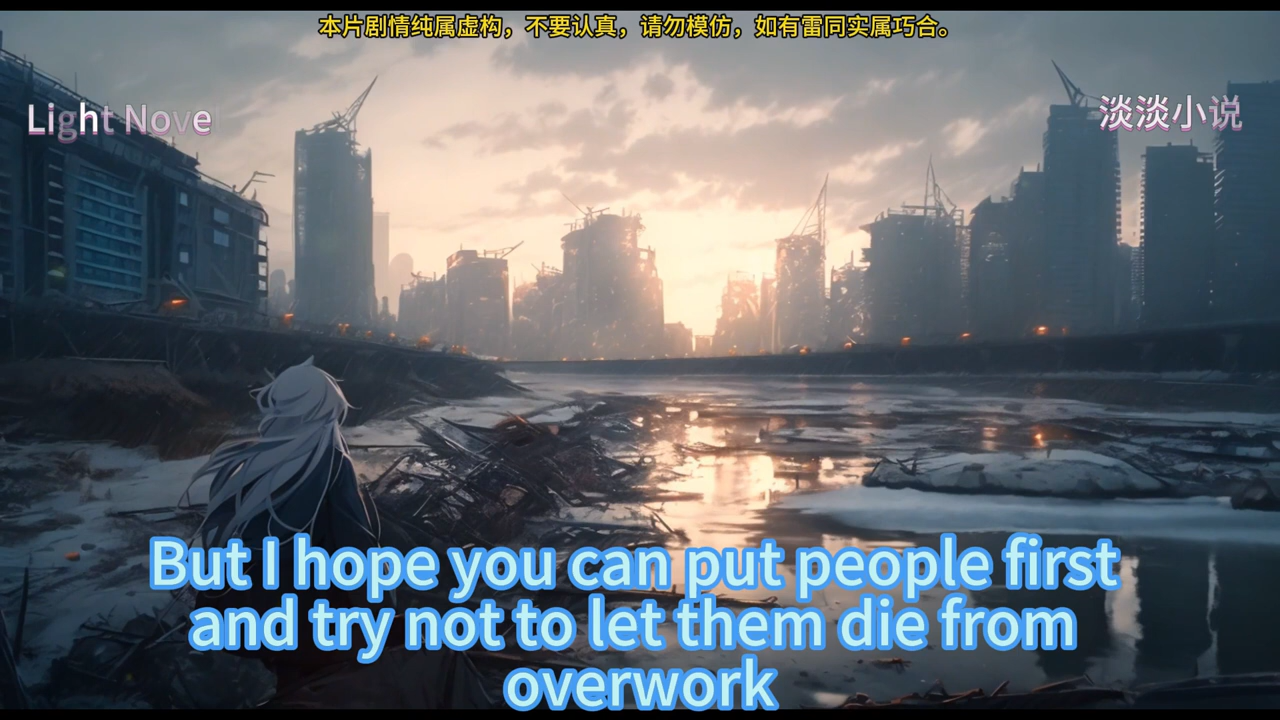 本片剧情纯属虚构，不要认真，请勿模仿，如有雷同实属巧合。
Light Nove
淡淡小说
But I hope you can put people first
and try not to let them die from
overwork